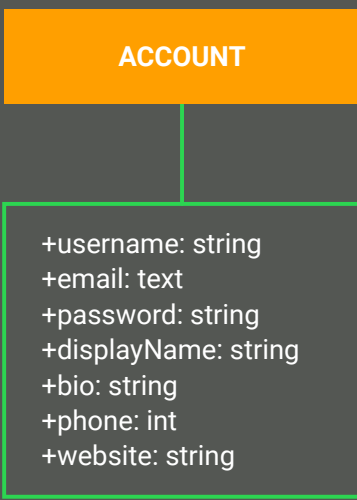 ACCOUNT
+username: string
+email: text
+password: string
+displayName: string
+bio: string
+phone: int
+website: string